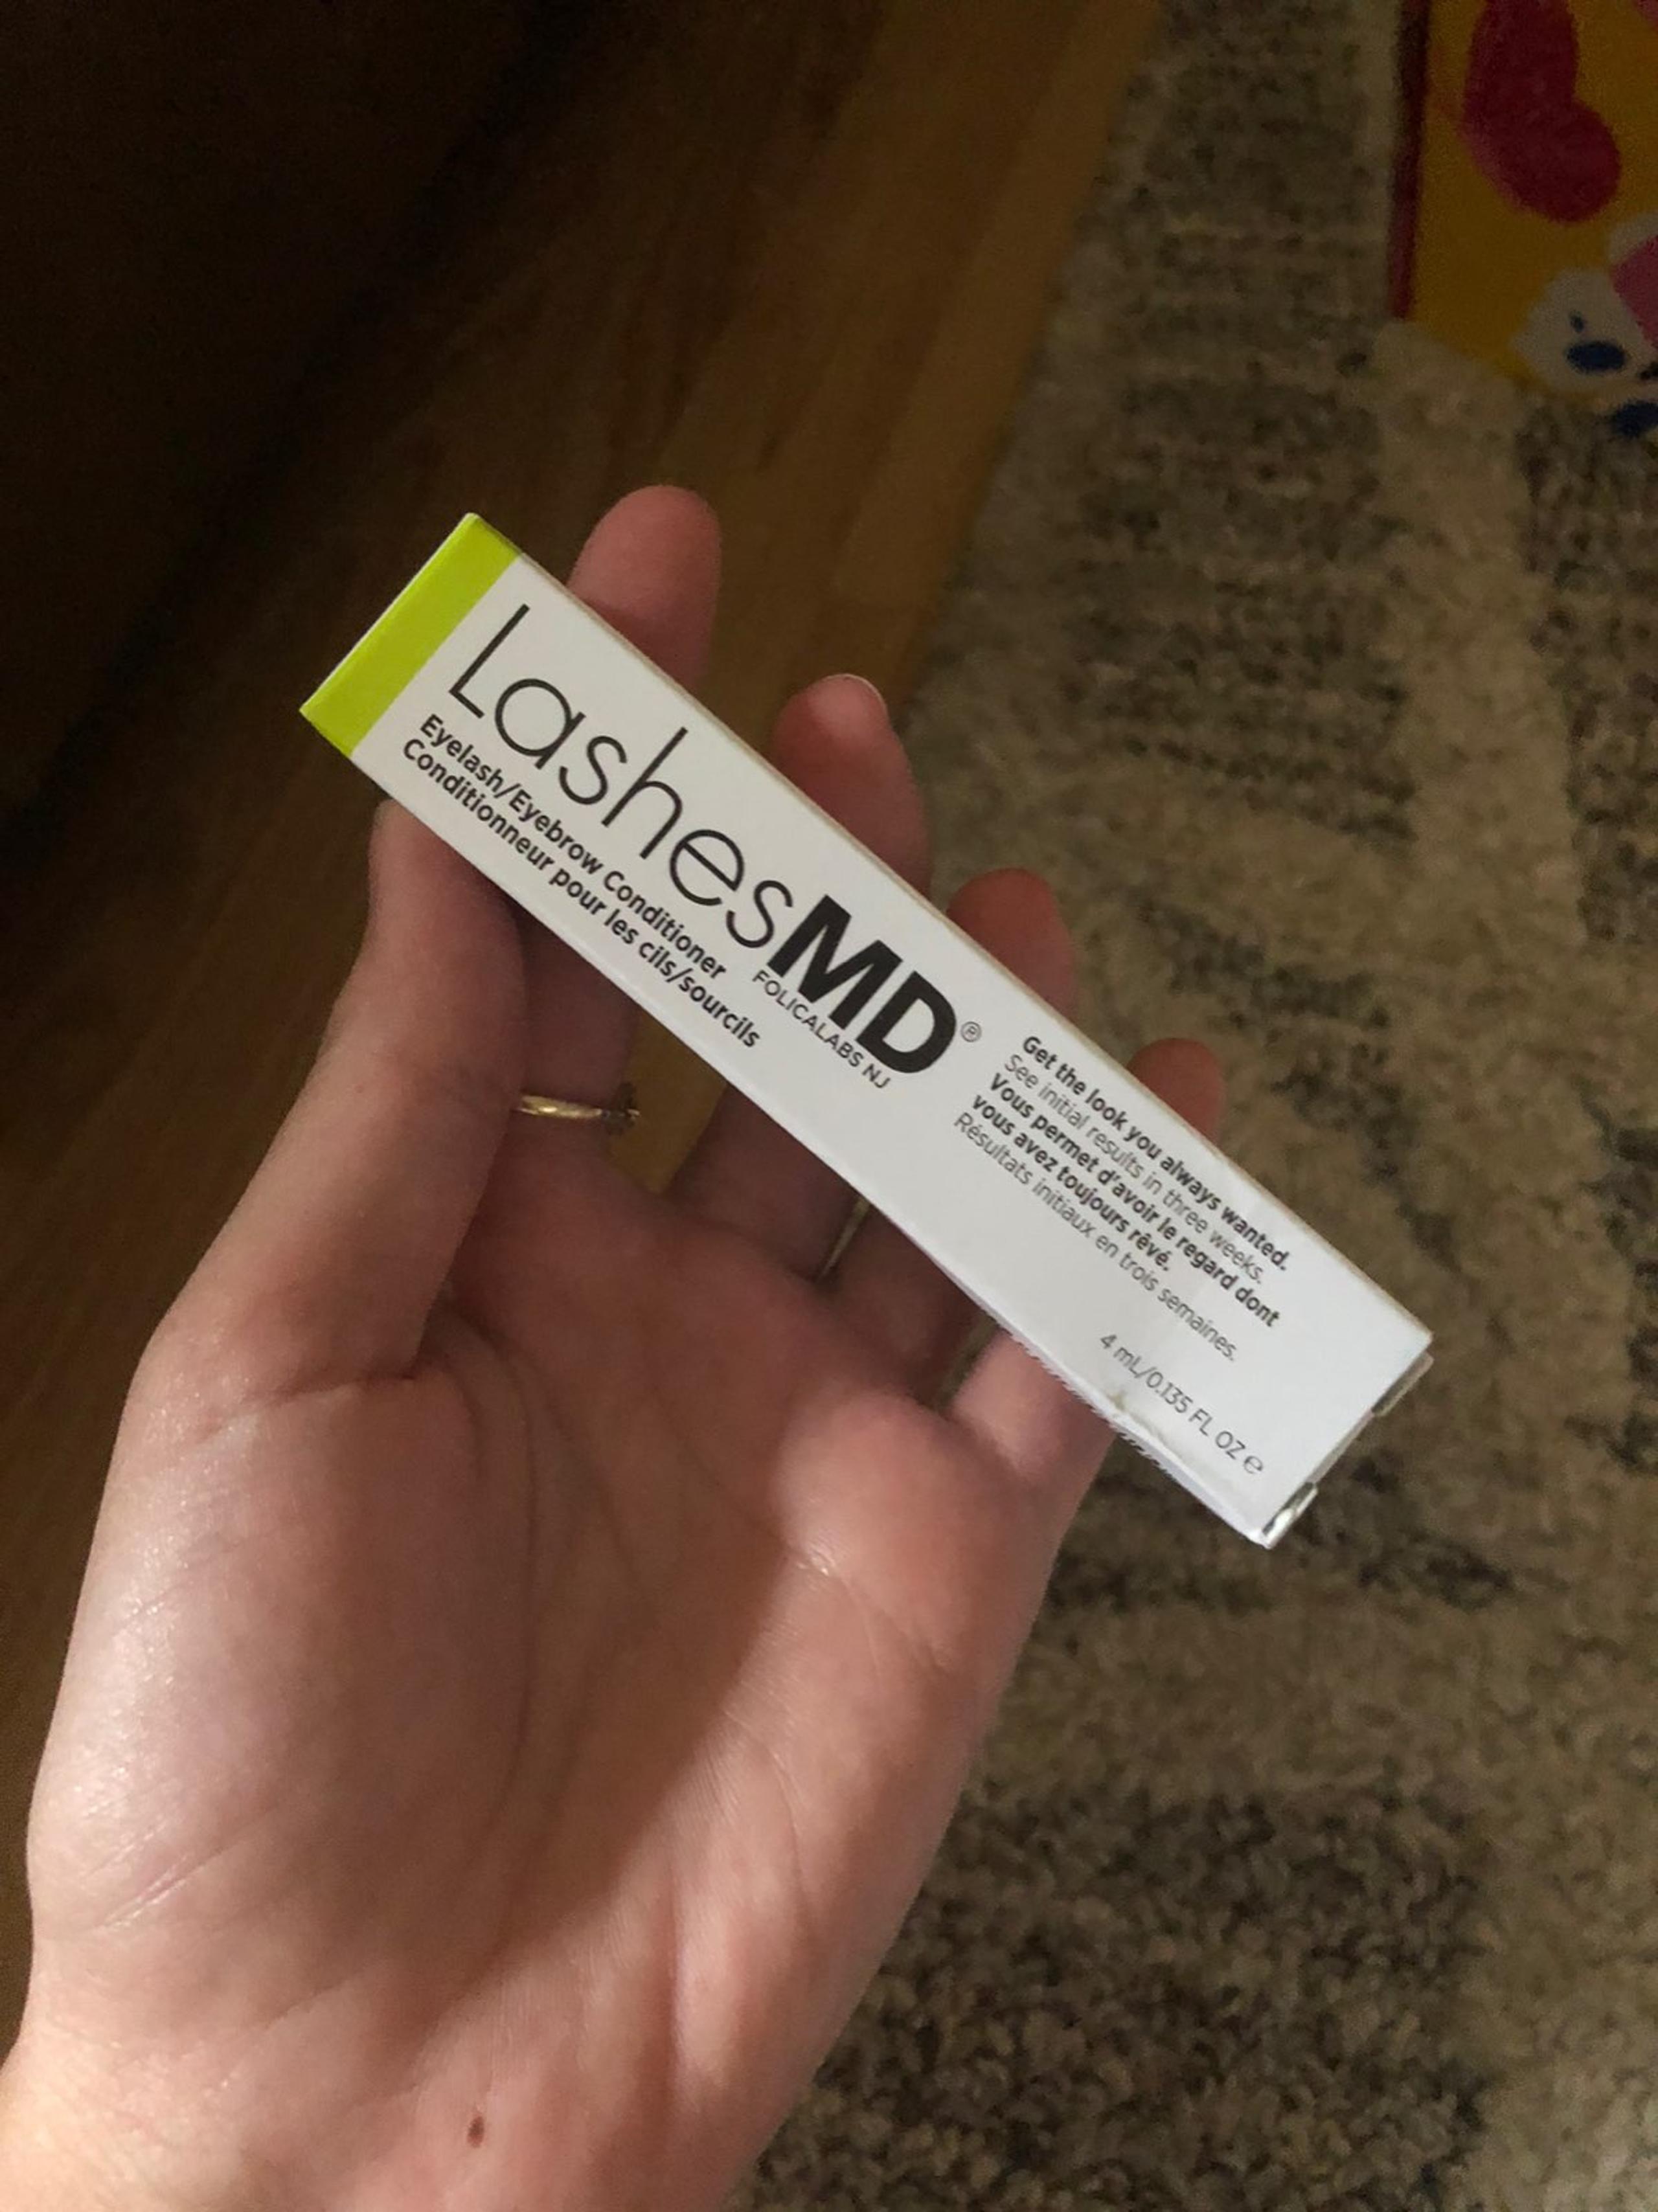 LashesMD®
FOLICALABS NJ
Eyelash/Eyebrow Conditioner
Conditionneur pour les cils/sourcils
Get the look you always wanted.
See initial results in three weeks.
Vous permet d'avoir le regard dont
vous avez toujours rêvé.
Résultats initiaux en trois semaines.
4 mL/0.135 FL OZ ℮